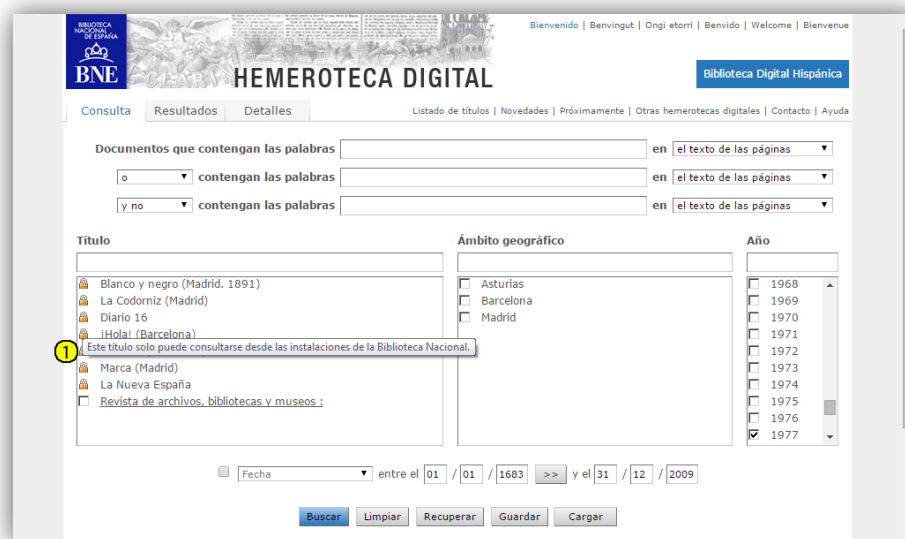 BIBLIOTECA
NACIONAL
DE ESPAÑA
BNE
HEMEROTECA DIGITAL
Bienvenido | Benvingut | Ongi etorri | Benvido | Welcome | Bienvenue
Biblioteca Digital Hispánica
Consulta Resultados Detalles
Listado de títulos | Novedades | Próximamente | Otras hemerotecas digitales | Contacto | Ayuda
Documentos que contengan las palabras en el texto de las páginas
o contengan las palabras en el texto de las páginas
y no contengan las palabras en el texto de las páginas
Título Ámbito geográfico Año
Blanco y negro (Madrid. 1891) Asturias 1968
La Codorniz (Madrid) Barcelona 1969
Diario 16 Madrid 1970
¡Hola! (Barcelona) 1971
1 Este título solo puede consultarse desde las instalaciones de la Biblioteca Nacional. 1972
Marca (Madrid) 1973
La Nueva España 1974
Revista de archivos, bibliotecas y museos : 1975
1976
1977
Fecha entre el 01 / 01 / 1683 >> y el 31 / 12 / 2009
Buscar Limpiar Recuperar Guardar Cargar